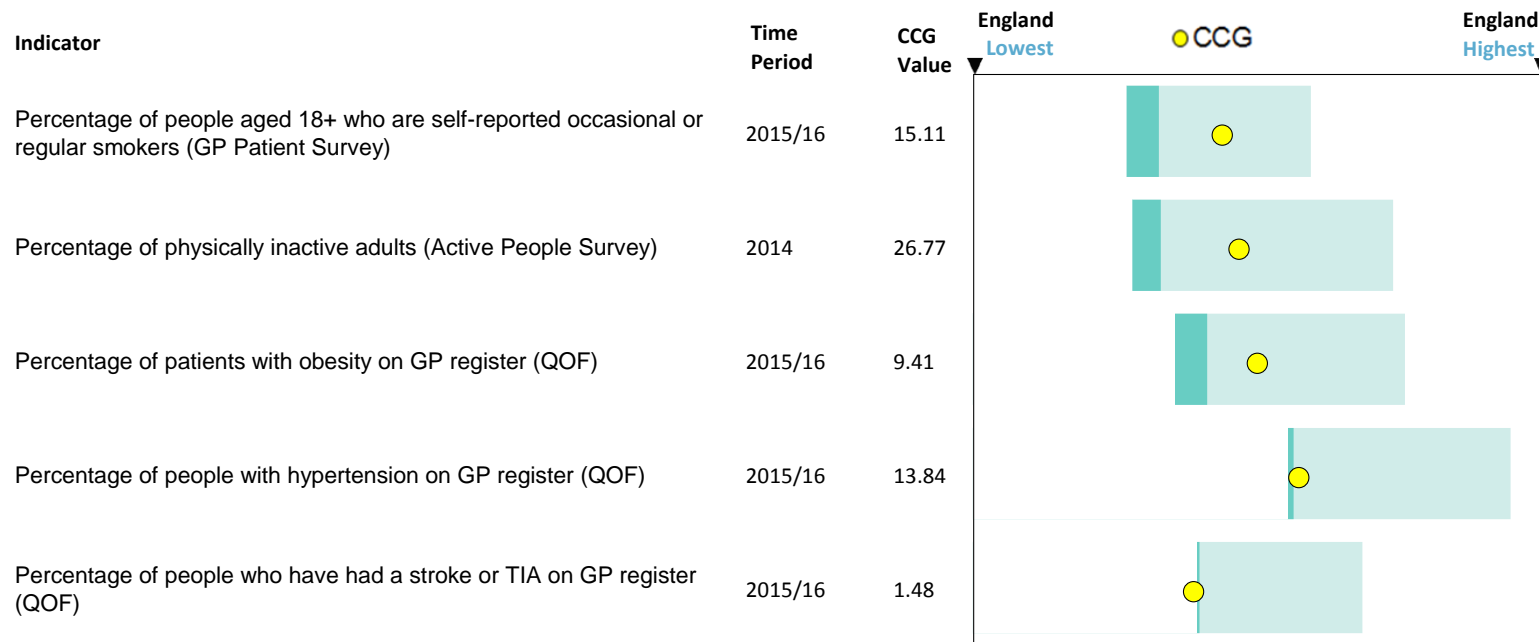 Indicator
Time
Period
CCG
Value
England
Lowest
CCG
England
Highest
Percentage of people aged 18+ who are self-reported occasional or
regular smokers (GP Patient Survey)
2015/16
15.11
Percentage of physically inactive adults (Active People Survey)
2014
26.77
Percentage of patients with obesity on GP register (QOF)
2015/16
9.41
Percentage of people with hypertension on GP register (QOF)
2015/16
13.84
Percentage of people who have had a stroke or TIA on GP register
(QOF)
2015/16
1.48